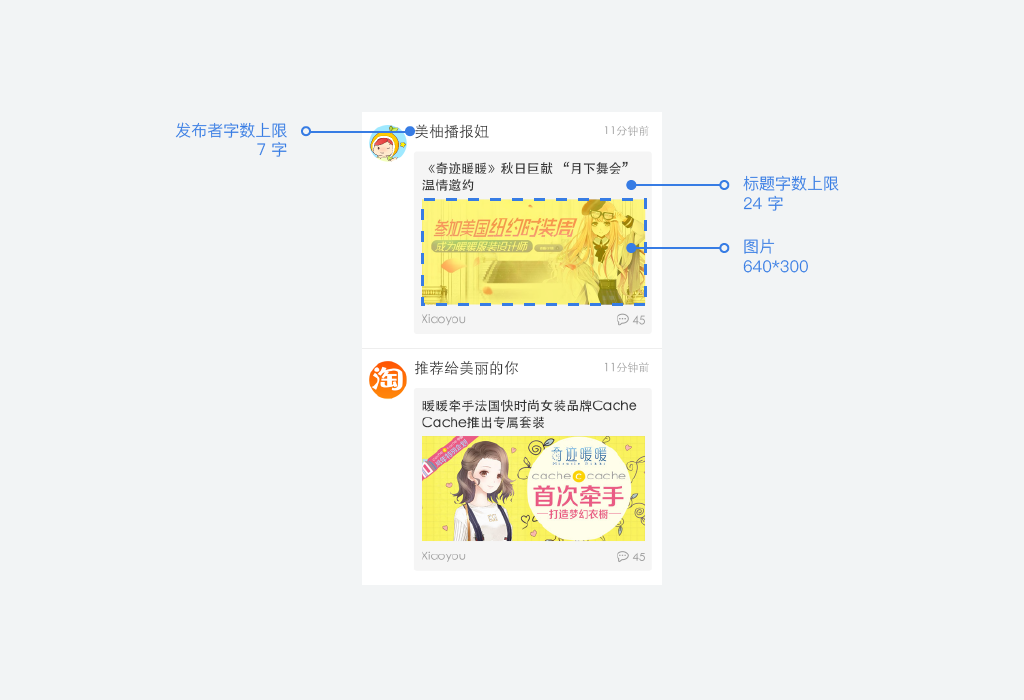 发布者字数上限
7 字
美柚播报妞
11分钟前
《奇迹暖暖》秋日巨献 “月下舞会”
温情邀约
标题字数上限
24 字
参加美国纽约时装周
成为暖暖服装设计师
图片
640*300
Xiaoyou
45
淘
推荐给美丽的你
11分钟前
暖暖牵手法国快时尚女装品牌Cache
Cache推出专属套装
奇迹暖暖
cache c cache
首次牵手
打造梦幻衣橱
Xiaoyou
45